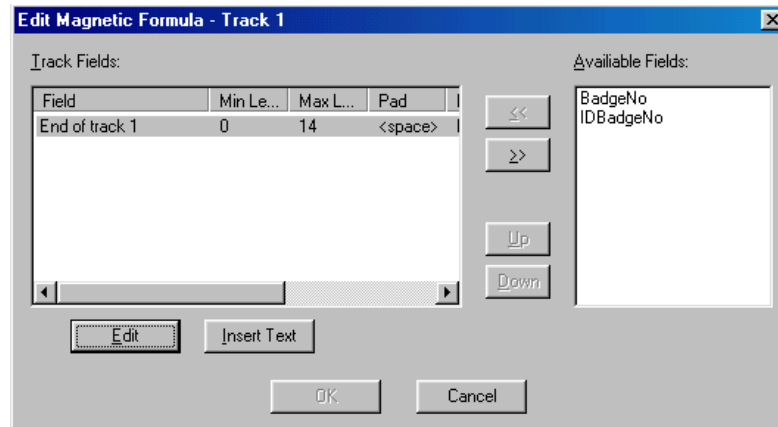 Edit Magnetic Formula - Track 1
Track Fields:
Availiable Fields:
Field Min Le... Max L... Pad
End of track 1 0 14 <space>
<<
>>
Up
Down
BadgeNo
IDBadgeNo
Edit
Insert Text
OK
Cancel